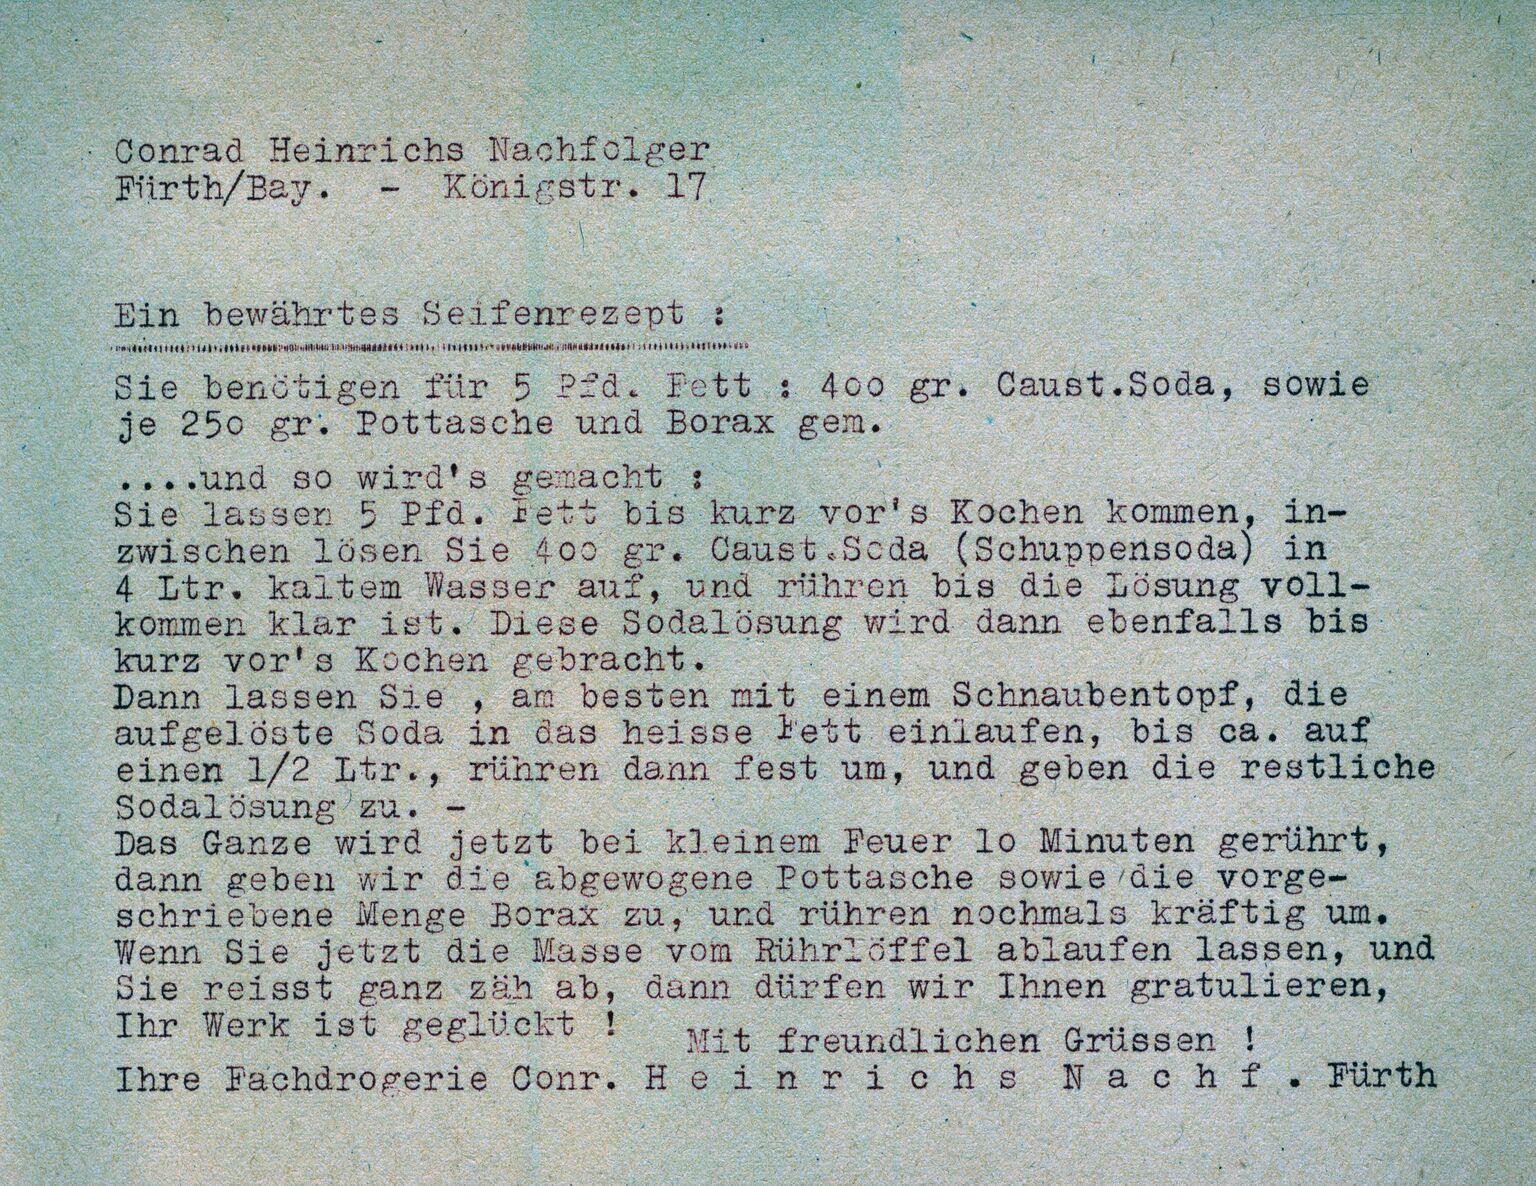 Conrad Heinrichs Nachfolger
Fürth/Bay. - Königstr. 17
Ein bewährtes Seifenrezept :
Sie benötigen für 5 Pfd. Fett : 4oo gr. Caust.Soda, sowie
je 25o gr. Pottasche und Borax gem.
....und so wird's gemacht :
Sie lassen 5 Pfd. Fett bis kurz vor's Kochen kommen, in-
zwischen lösen Sie 4oo gr. Caust.Soda (Schuppensoda) in
4 Ltr. kaltem Wasser auf, und rühren bis die Lösung voll-
kommen klar ist. Diese Sodalösung wird dann ebenfalls bis
kurz vor's Kochen gebracht.
Dann lassen Sie , am besten mit einem Schnaubentopf, die
aufgelöste Soda in das heisse Fett einlaufen, bis ca. auf
einen 1/2 Ltr., rühren dann fest um, und geben die restliche
Sodalösung zu. -
Das Ganze wird jetzt bei kleinem Feuer lo Minuten gerührt,
dann geben wir die abgewogene Pottasche sowie die vorge-
schriebene Menge Borax zu, und rühren nochmals kräftig um.
Wenn Sie jetzt die Masse vom Rührlöffel ablaufen lassen, und
Sie reisst ganz zäh ab, dann dürfen wir Ihnen gratulieren,
Ihr Werk ist geglückt !
Mit freundlichen Grüssen !
Ihre Fachdrogerie Conr. H e i n r i c h s N a c h f . Fürth